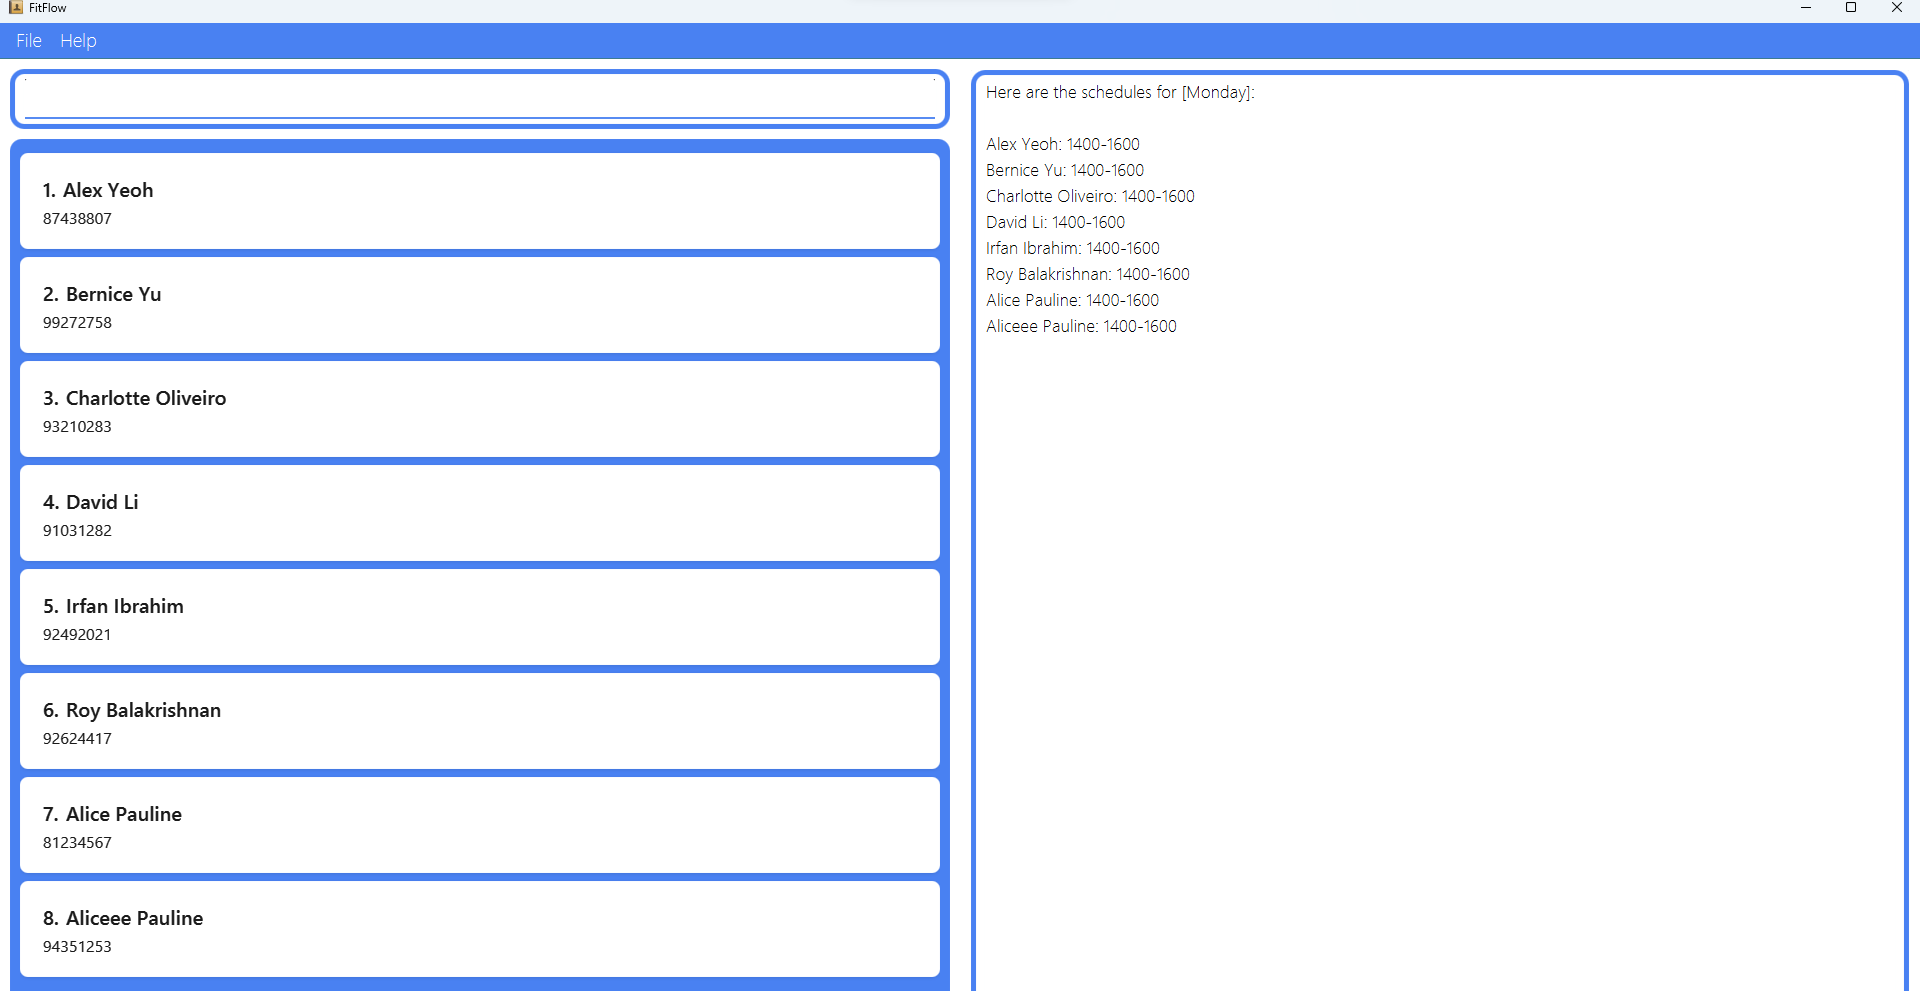 FitFlow
File Help
1. Alex Yeoh
87438807
2. Bernice Yu
99272758
3. Charlotte Oliveiro
93210283
4. David Li
91031282
5. Irfan Ibrahim
92492021
6. Roy Balakrishnan
92624417
7. Alice Pauline
81234567
8. Aliceee Pauline
94351253
Here are the schedules for [Monday]:
Alex Yeoh: 1400-1600
Bernice Yu: 1400-1600
Charlotte Oliveiro: 1400-1600
David Li: 1400-1600
Irfan Ibrahim: 1400-1600
Roy Balakrishnan: 1400-1600
Alice Pauline: 1400-1600
Aliceee Pauline: 1400-1600